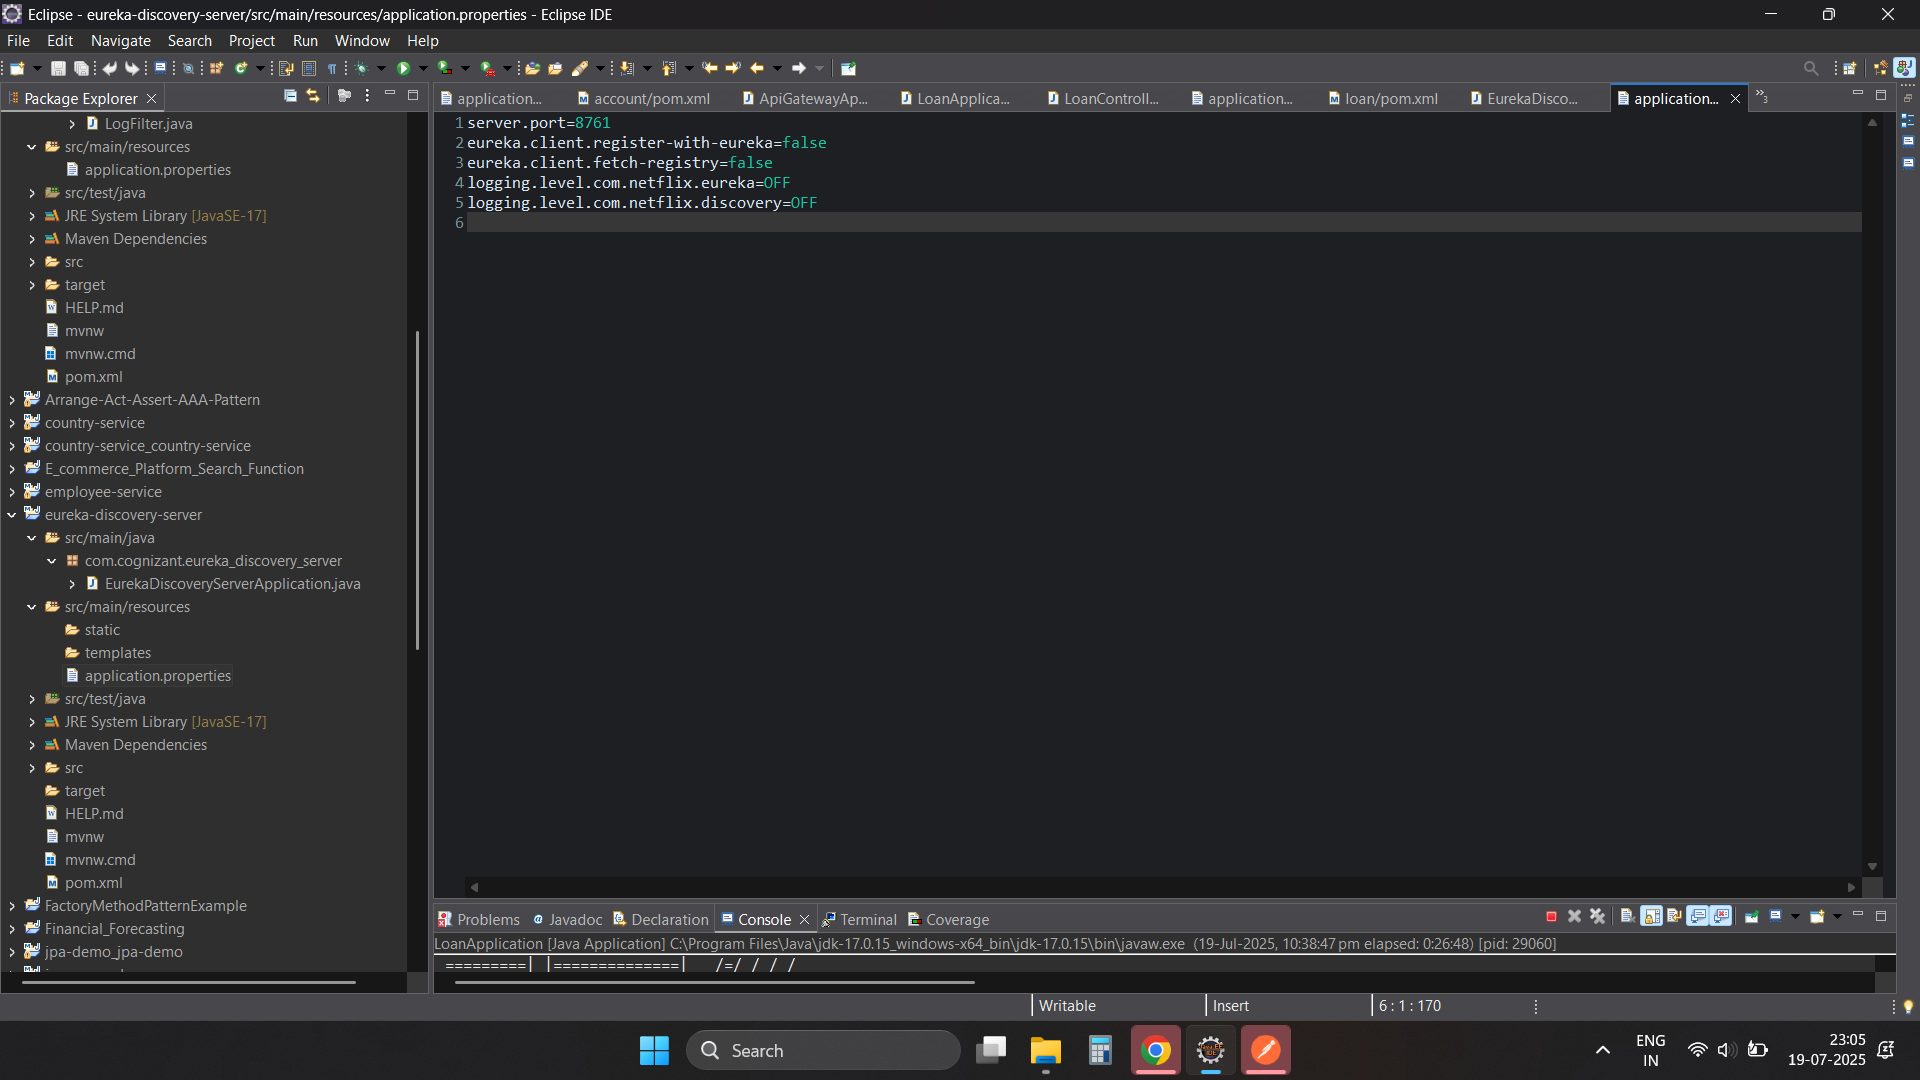 Eclipse - eureka-discovery-server/src/main/resources/application.properties - Eclipse IDE
File Edit Navigate Search Project Run Window Help
Package Explorer
application... account/pom.xml ApiGatewayAp... LoanApplica... LoanControll... application... loan/pom.xml EurekaDisco... application... »3
LogFilter.java
src/main/resources
application.properties
src/test/java
JRE System Library [JavaSE-17]
Maven Dependencies
src
target
HELP.md
mvnw
mvnw.cmd
pom.xml
Arrange-Act-Assert-AAA-Pattern
country-service
country-service_country-service
E_commerce_Platform_Search_Function
employee-service
eureka-discovery-server
src/main/java
com.cognizant.eureka_discovery_server
EurekaDiscoveryServerApplication.java
src/main/resources
static
templates
application.properties
src/test/java
JRE System Library [JavaSE-17]
Maven Dependencies
src
target
HELP.md
mvnw
mvnw.cmd
pom.xml
FactoryMethodPatternExample
Financial_Forecasting
jpa-demo_jpa-demo
1 server.port=8761
2 eureka.client.register-with-eureka=false
3 eureka.client.fetch-registry=false
4 logging.level.com.netflix.eureka=OFF
5 logging.level.com.netflix.discovery=OFF
6
Problems Javadoc Declaration Console Terminal Coverage
LoanApplication [Java Application] C:\Program Files\Java\jdk-17.0.15_windows-x64_bin\jdk-17.0.15\bin\javaw.exe (19-Jul-2025, 10:38:47 pm elapsed: 0:26:48) [pid: 29060]
=========| |==============| /=/ / / /
Writable Insert 6 : 1 : 170
Search
ENG
IN
23:05
19-07-2025